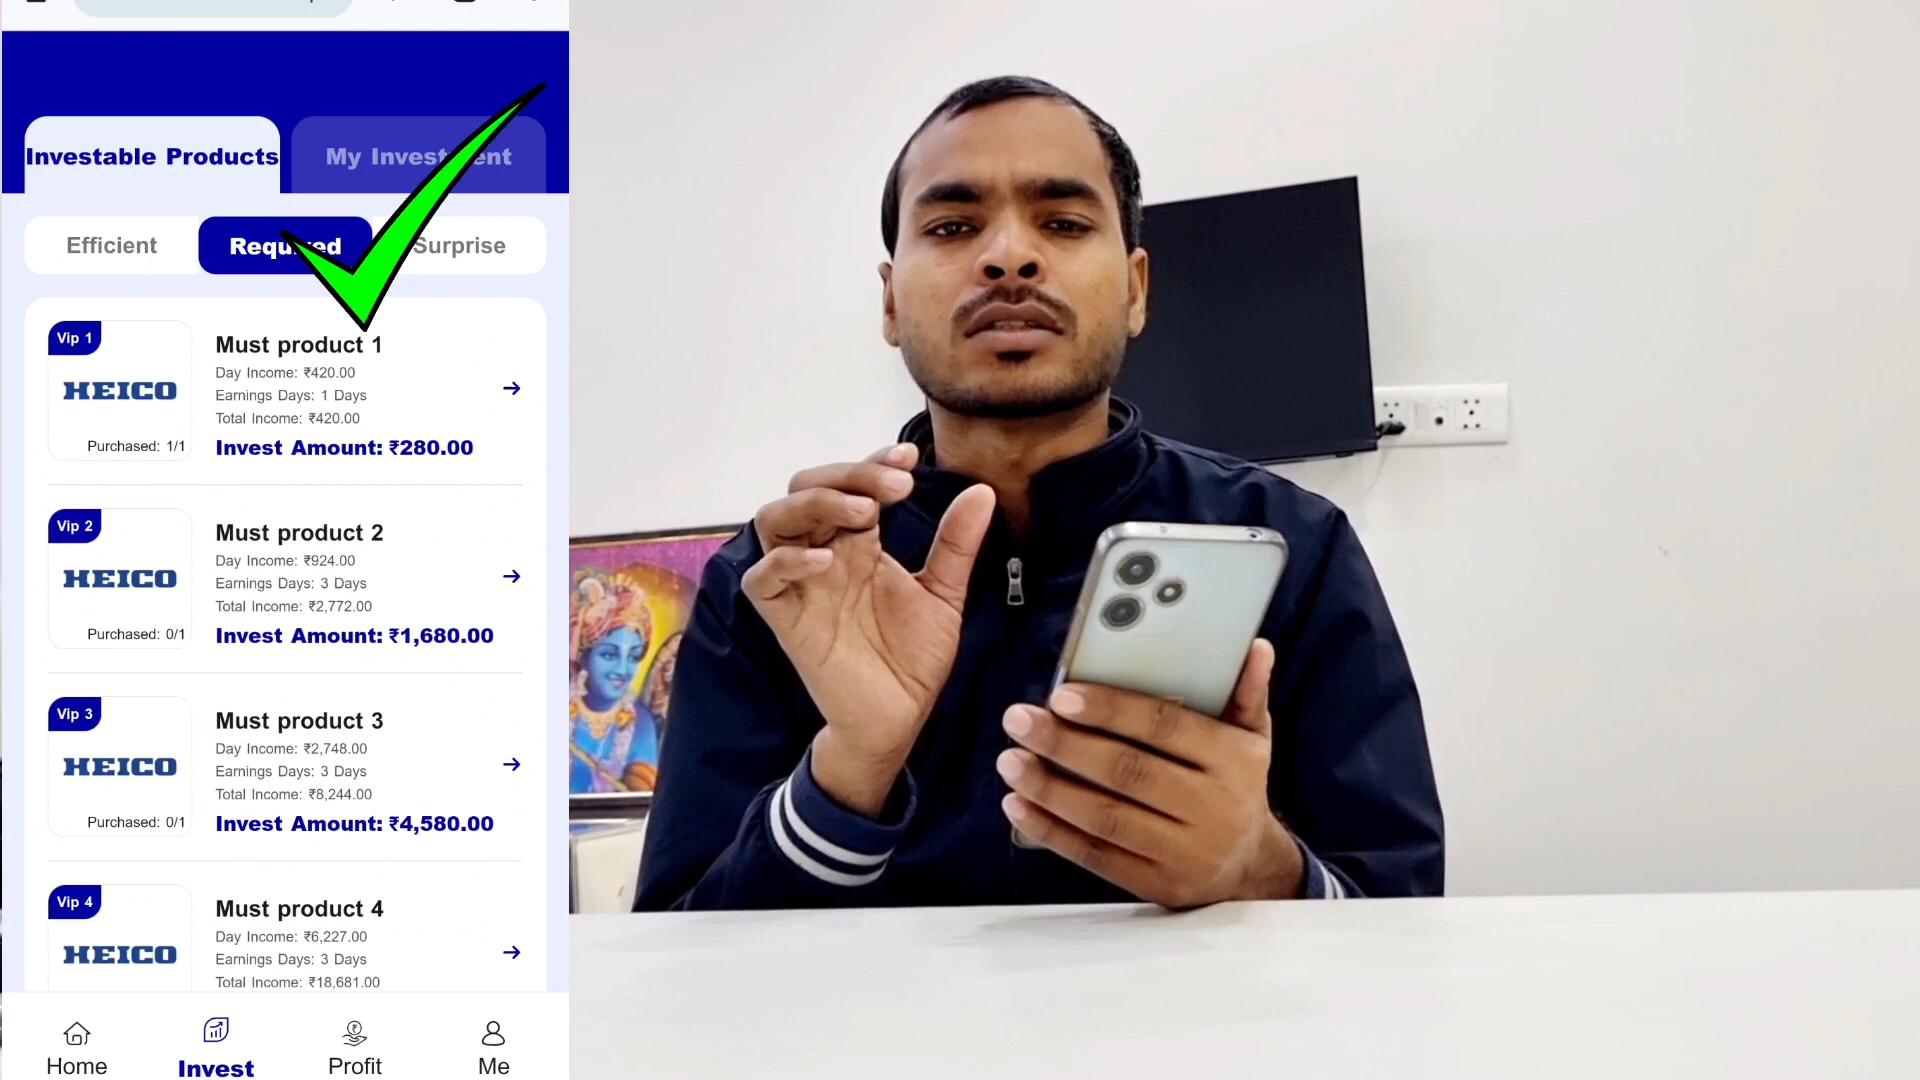 Investable Products
My Investment
Efficient
Required
Surprise
Vip 1
HEICO
Purchased: 1/1
Must product 1
Day Income: ₹420.00
Earnings Days: 1 Days
Total Income: ₹420.00
Invest Amount: ₹280.00
Vip 2
HEICO
Purchased: 0/1
Must product 2
Day Income: ₹924.00
Earnings Days: 3 Days
Total Income: ₹2,772.00
Invest Amount: ₹1,680.00
Vip 3
HEICO
Purchased: 0/1
Must product 3
Day Income: ₹2,748.00
Earnings Days: 3 Days
Total Income: ₹8,244.00
Invest Amount: ₹4,580.00
Vip 4
HEICO
Must product 4
Day Income: ₹6,227.00
Earnings Days: 3 Days
Total Income: ₹18,681.00
Home
Invest
Profit
Me